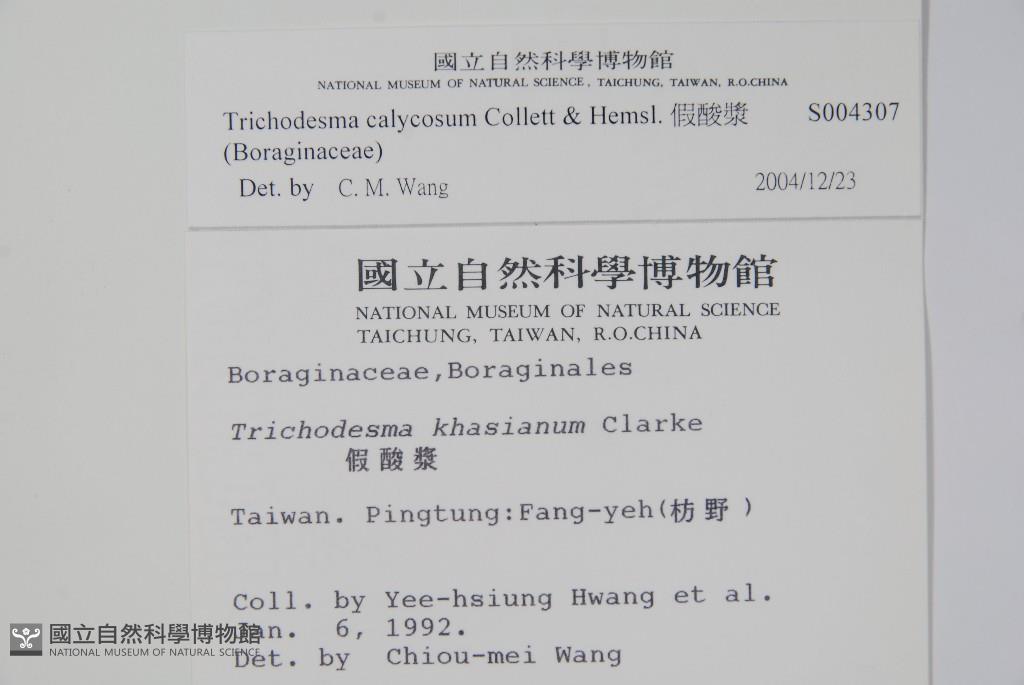 國立自然科學博物館
NATIONAL MUSEUM OF NATURAL SCIENCE, TAICHUNG, TAIWAN, R.O.CHINA
Trichodesma calycosum Collett & Hemsl. 假酸漿 S004307
(Boraginaceae)
Det. by C. M. Wang 2004/12/23
國立自然科學博物館
NATIONAL MUSEUM OF NATURAL SCIENCE
TAICHUNG, TAIWAN, R.O.CHINA
Boraginaceae,Boraginales
Trichodesma khasianum Clarke
假酸漿
Taiwan. Pingtung:Fang-yeh(枋野)
Coll. by Yee-hsiung Hwang et al.
Jan. 6, 1992.
Det. by Chiou-mei Wang
國立自然科學博物館
NATIONAL MUSEUM OF NATURAL SCIENCE